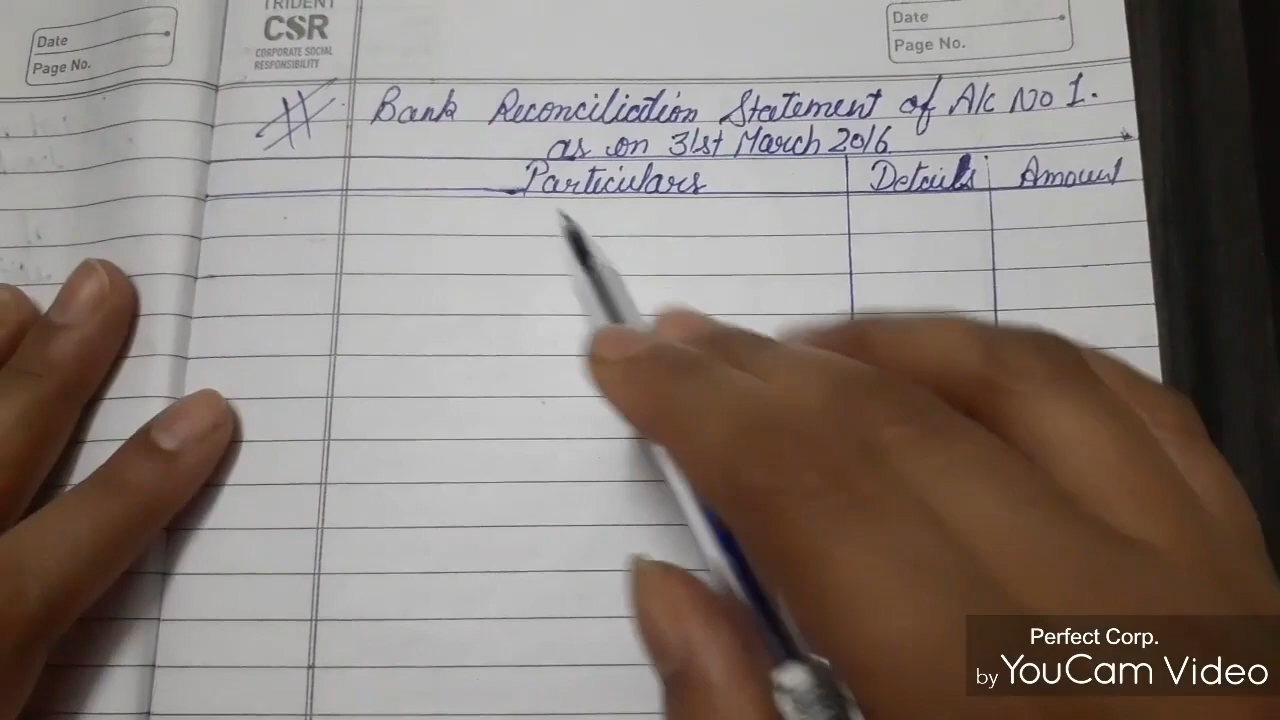 TRIDENT
CSR
CORPORATE SOCIAL
RESPONSIBILITY
Date
Page No.
Date
Page No.
# Bank Reconciliation Statement of A/c No 1.
as on 31st March 2016
Particulars Details Amount
Perfect Corp.
by YouCam Video